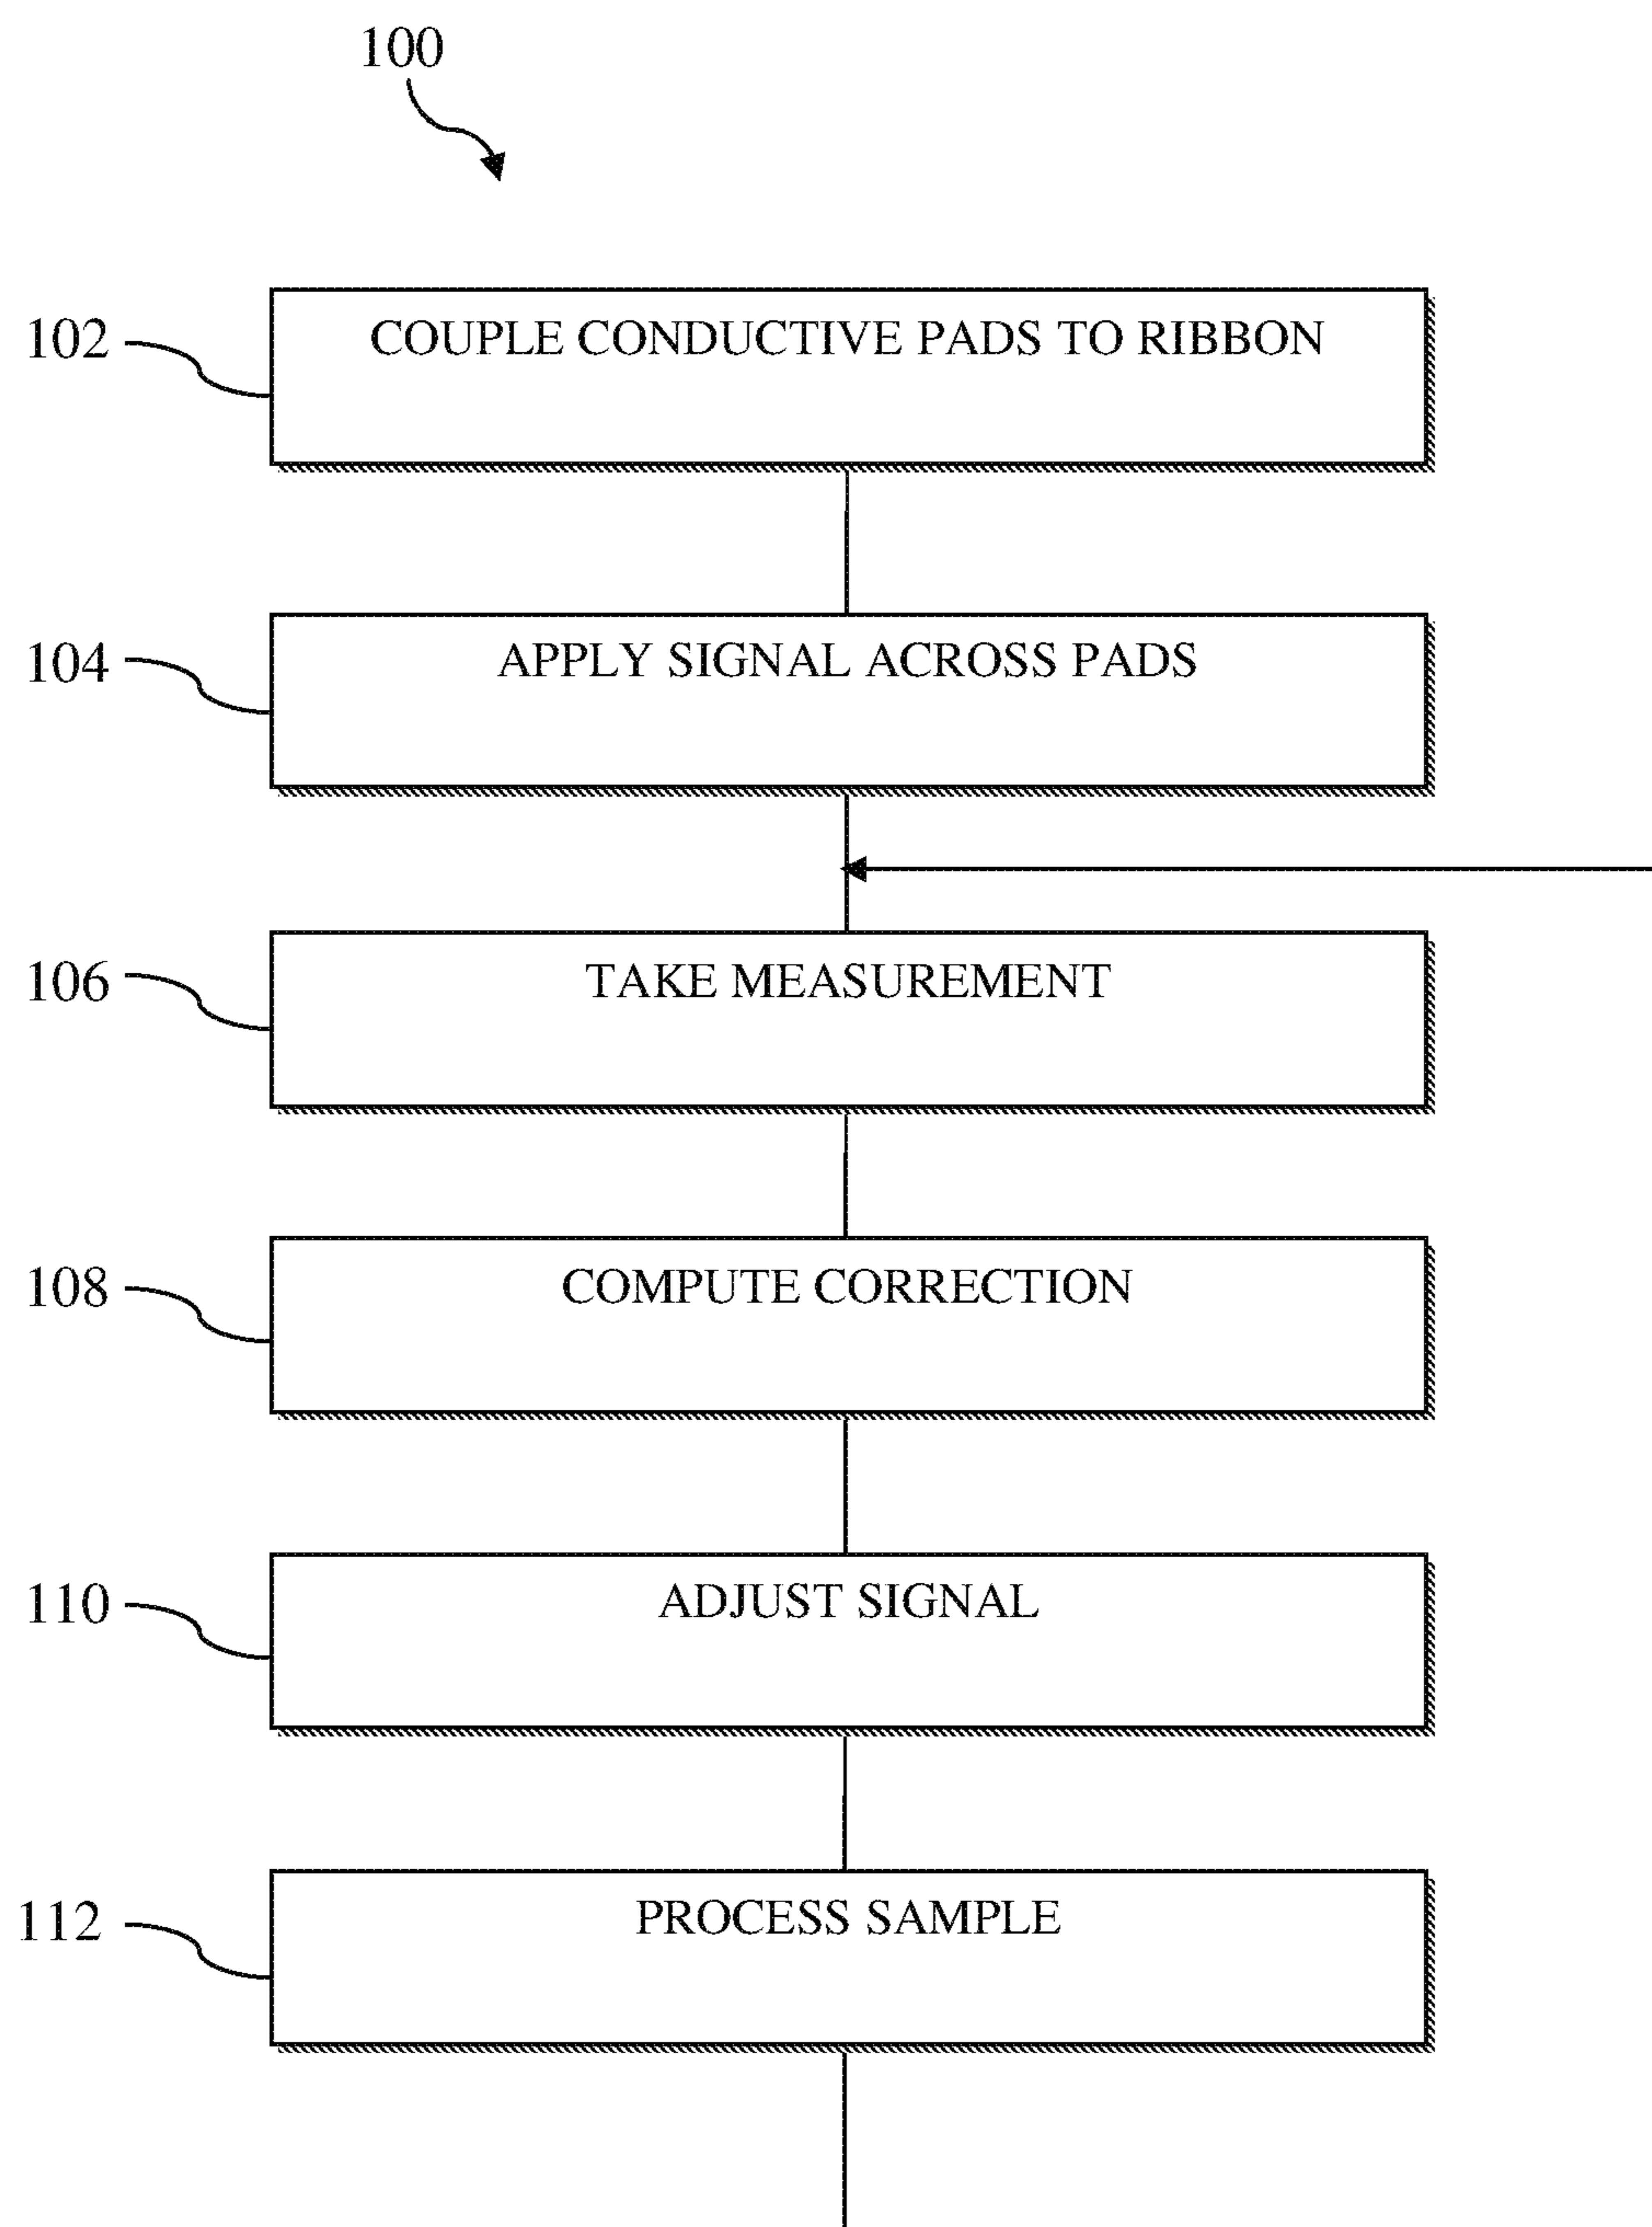 100
102
COUPLE CONDUCTIVE PADS TO RIBBON
104
APPLY SIGNAL ACROSS PADS
106
TAKE MEASUREMENT
108
COMPUTE CORRECTION
110
ADJUST SIGNAL
112
PROCESS SAMPLE